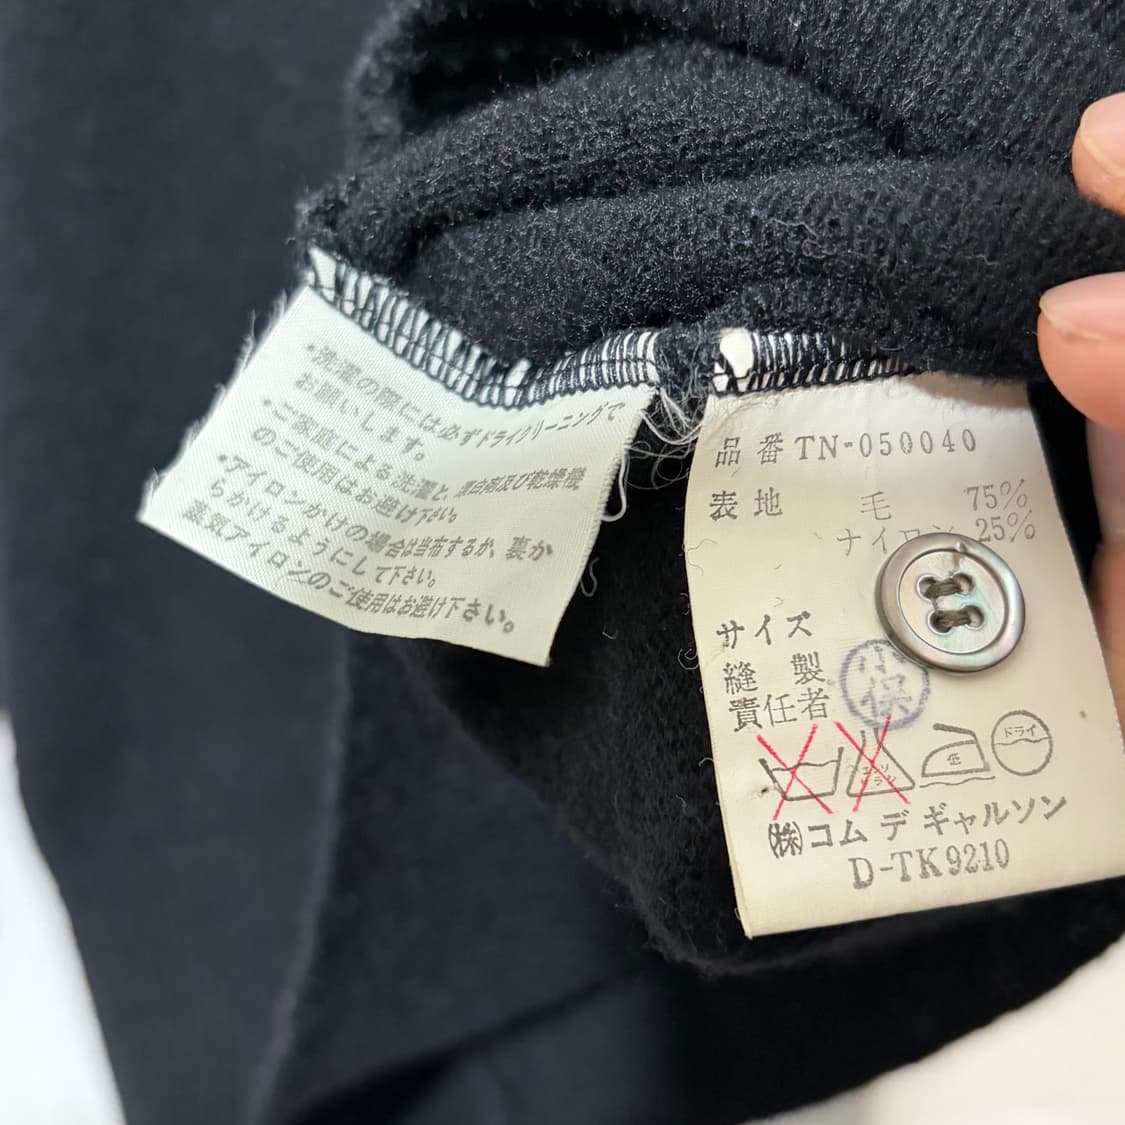 ・洗濯の際には必ずドライクリーニングで
お願いします。
・ご家庭による洗濯と、漂白剤及び乾燥機
のご使用はお避け下さい。
・アイロンかけの場合は当布するか、裏か
らかけるようにして下さい。
蒸気アイロンのご使用はお避け下さい。
品番 TN-050040
表地 毛 75%
ナイロン 25%
サイズ
縫製
責任者
小保
低 ドライ
(株)コム デ ギャルソン
D-TK9210